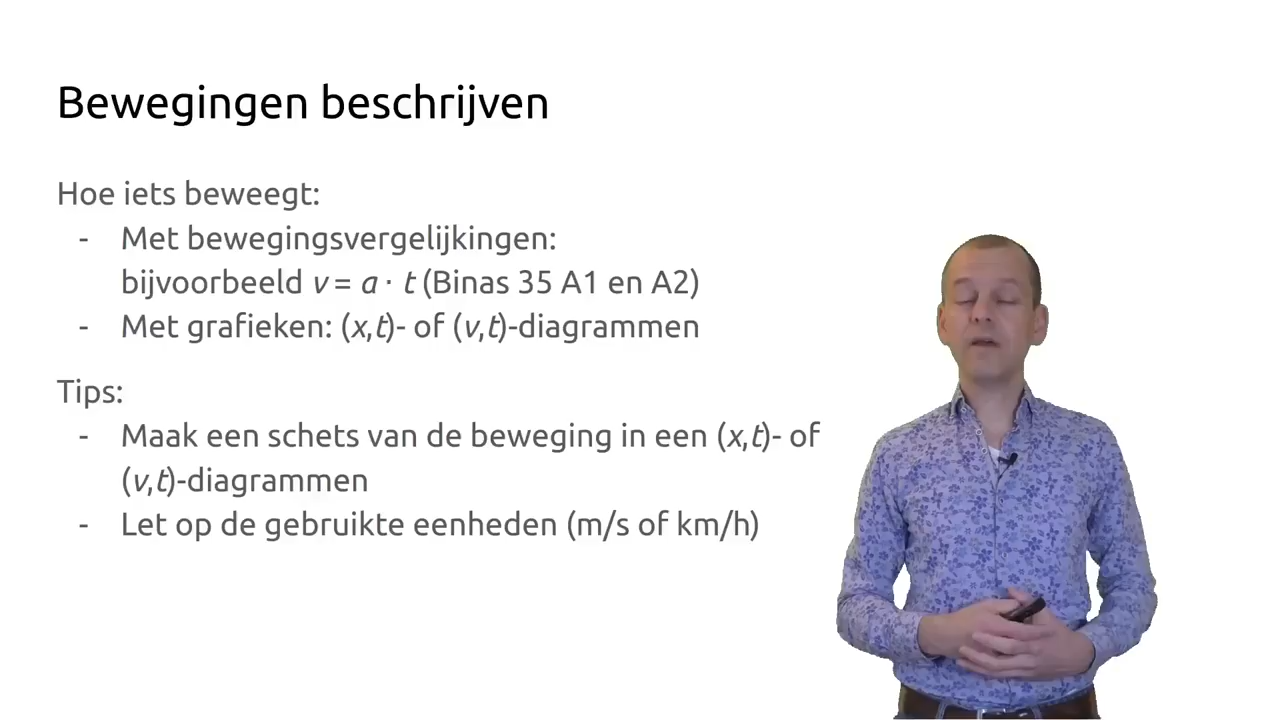 Bewegingen beschrijven
Hoe iets beweegt:
- Met bewegingsvergelijkingen:
bijvoorbeeld v = a · t (Binas 35 A1 en A2)
- Met grafieken: (x,t)- of (v,t)-diagrammen
Tips:
- Maak een schets van de beweging in een (x,t)- of
(v,t)-diagrammen
- Let op de gebruikte eenheden (m/s of km/h)